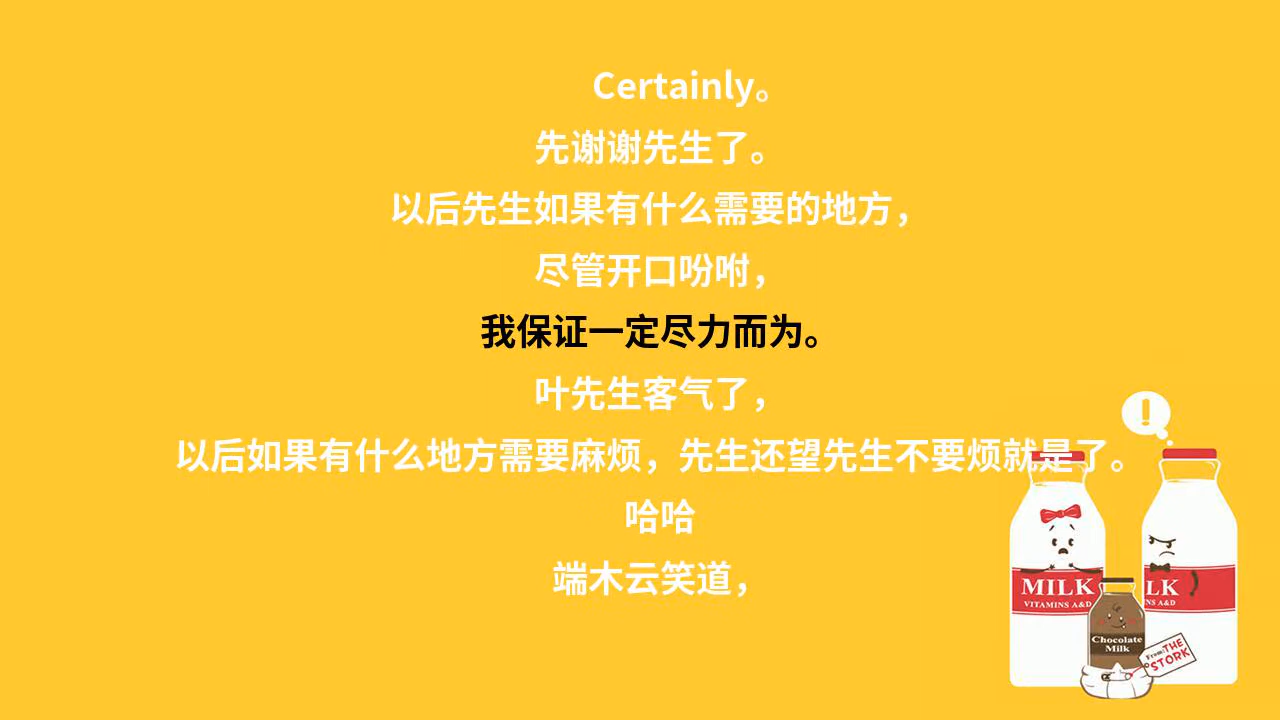 Certainly。
先谢谢先生了。
以后先生如果有什么需要的地方，
尽管开口吩咐，
我保证一定尽力而为。
叶先生客气了，
以后如果有什么地方需要麻烦，先生还望先生不要烦就是了。
哈哈
端木云笑道，
!
MILK
VITAMINS A&D
LK
NS A&D
Chocolate
Milk
From: THE
STORK